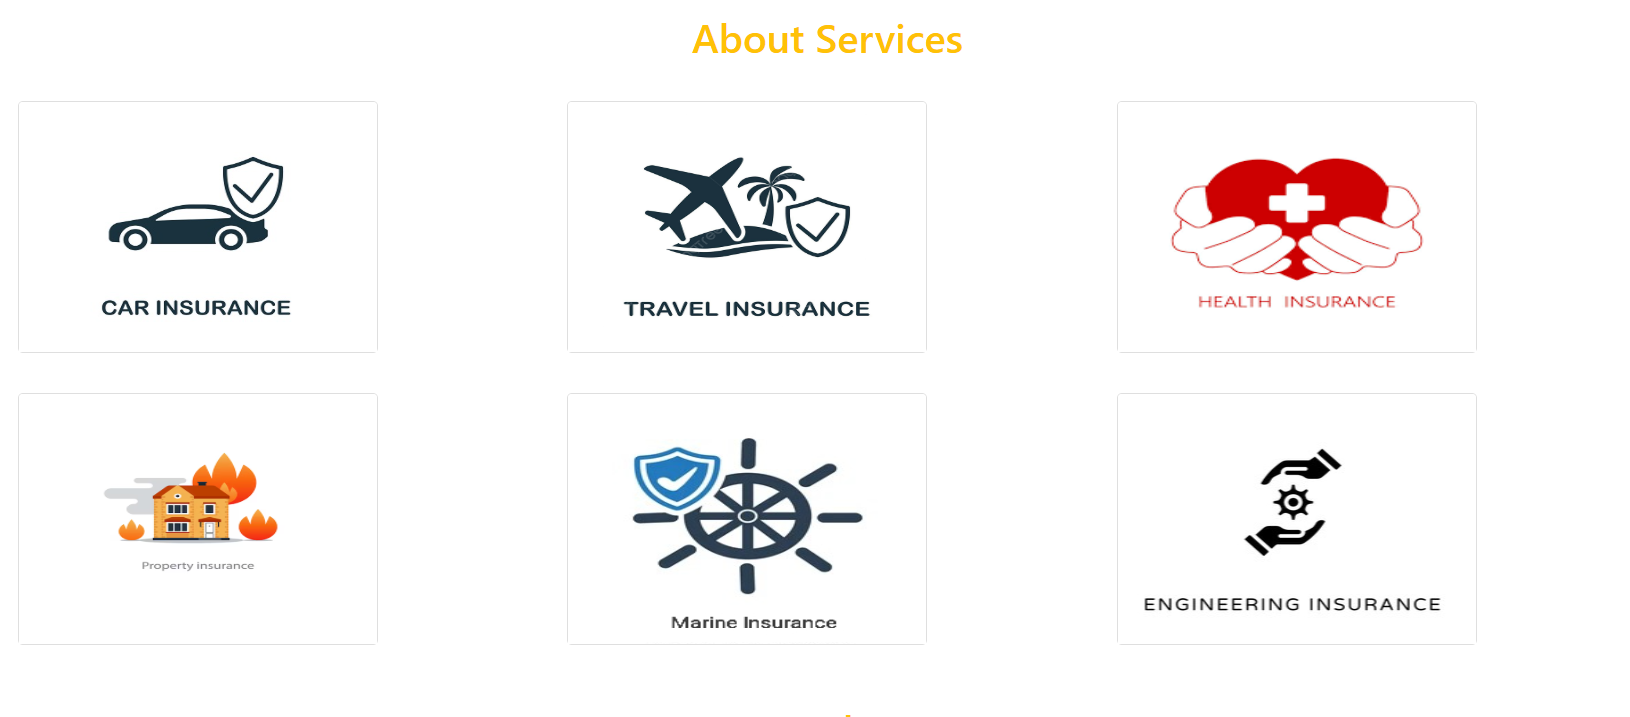 About Services
CAR INSURANCE
TRAVEL INSURANCE
HEALTH INSURANCE
Property insurance
Marine Insurance
ENGINEERING INSURANCE